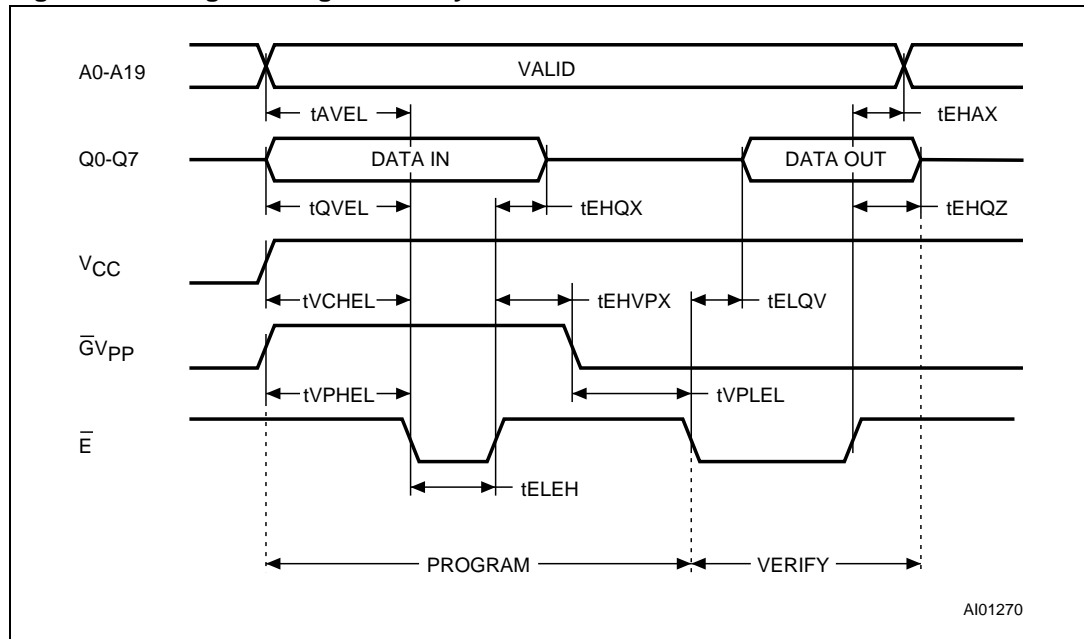 A0-A19
VALID
tAVEL
tEHAX
Q0-Q7
DATA IN
DATA OUT
tQVEL
tEHQX
tEHQZ
VCC
tVCHEL
tEHVPX
tELQV
G̅VPP
tVPHEL
tVPLEL
E̅
tELEH
PROGRAM
VERIFY
AI01270